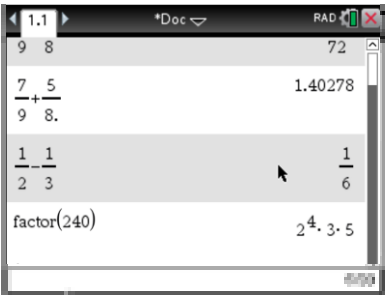 1.1 *Doc RAD
9 8 72
7/9+5/8. 1.40278
1/2-1/3 1/6
factor(240) 2^4·3·5